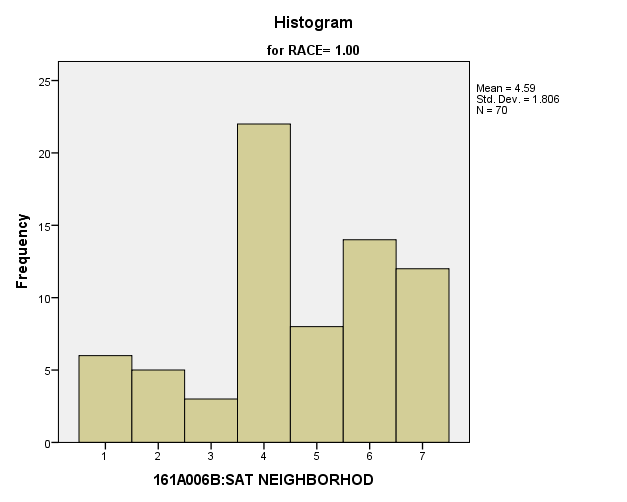 Histogram
for RACE= 1.00
Mean = 4.59
Std. Dev. = 1.806
N = 70
Frequency
25
20
15
10
5
0
1 2 3 4 5 6 7
161A006B:SAT NEIGHBORHOD